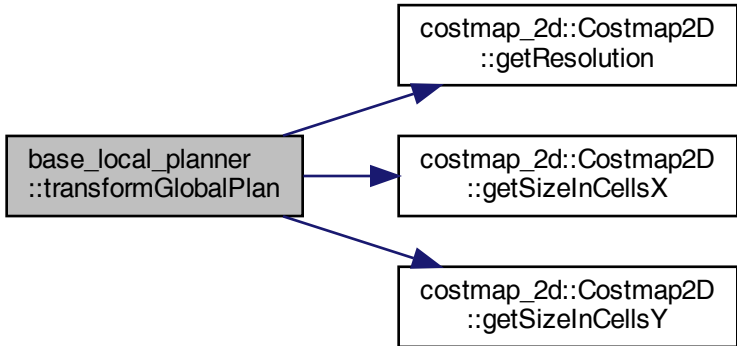 costmap_2d::Costmap2D
::getResolution
base_local_planner
::transformGlobalPlan
costmap_2d::Costmap2D
::getSizeInCellsX
costmap_2d::Costmap2D
::getSizeInCellsY